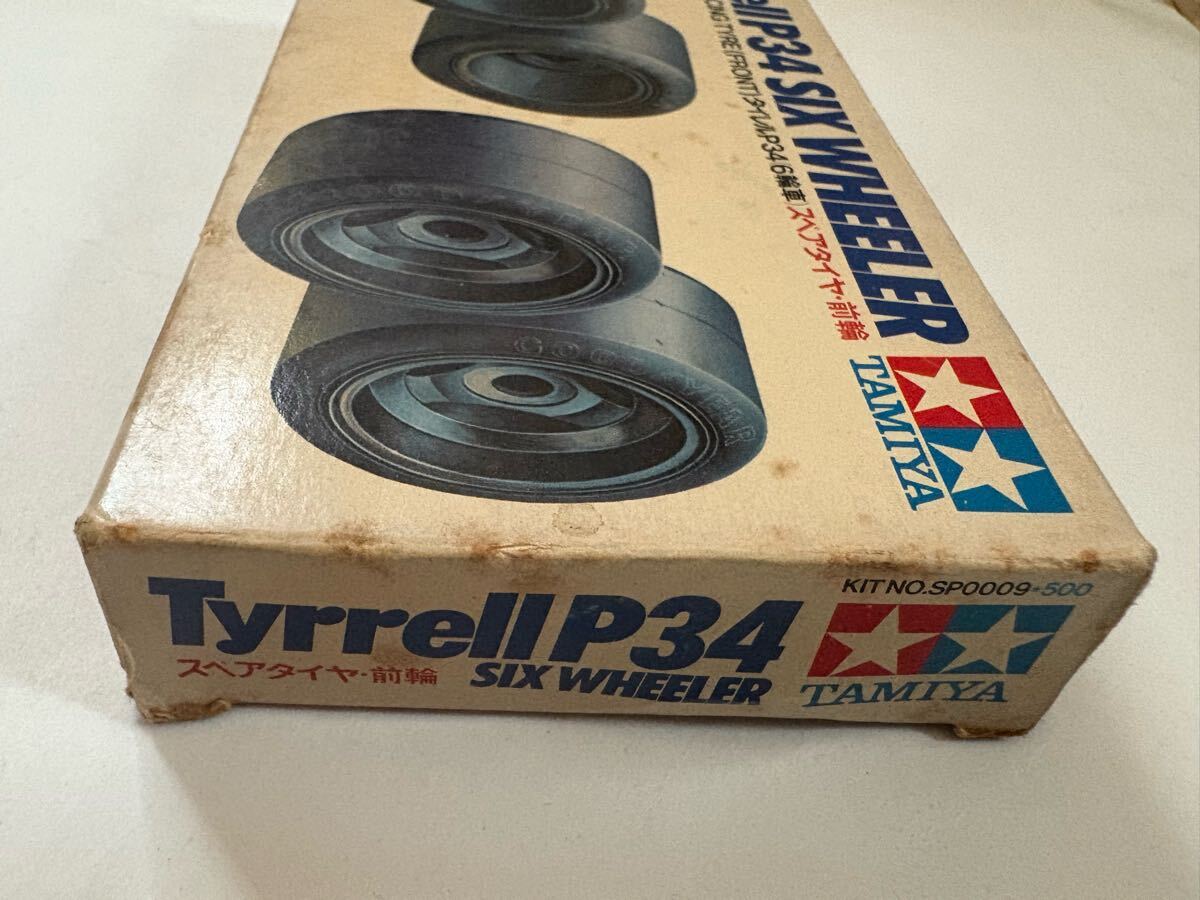 P34 SIX WHEELER
TYRE (FRONT) タイレルP34 6輪車 スペアタイヤ・前輪
TAMIYA
GOODYEAR
KIT NO.SP0009•500
Tyrrell P34
スペアタイヤ・前輪
SIX WHEELER
TAMIYA